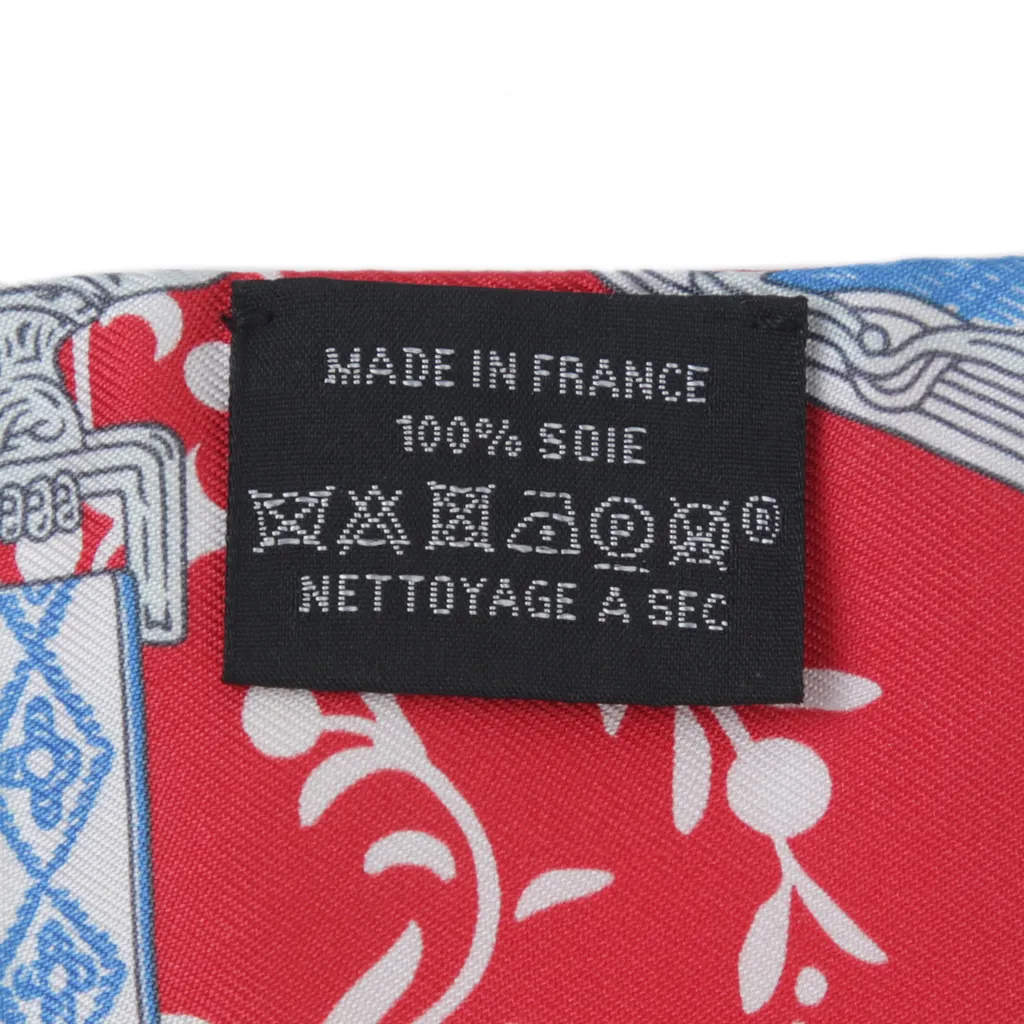 MADE IN FRANCE
100% SOIE
P W ®
NETTOYAGE A SEC